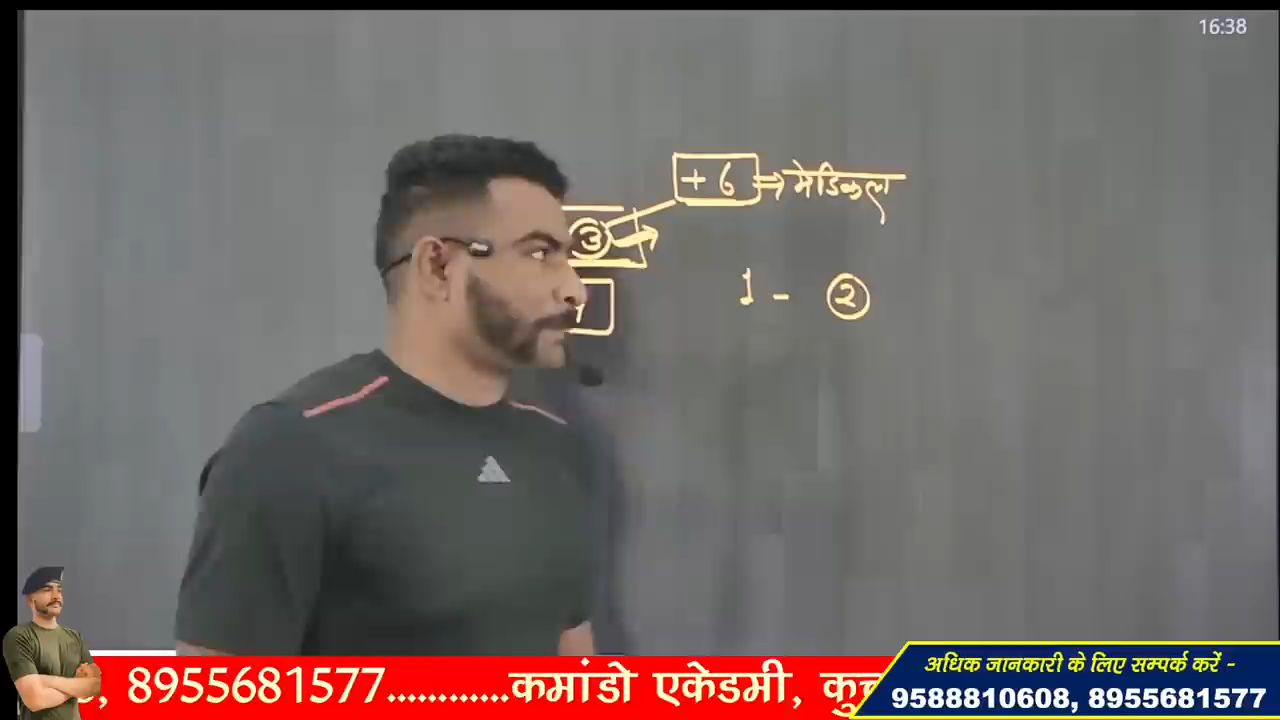 16:38
+ 6 ⇒ मेडिकल
3
1 - 2
अधिक जानकारी के लिए सम्पर्क करें -
9588810608, 8955681577
, 8955681577............कमांडो एकेडमी,